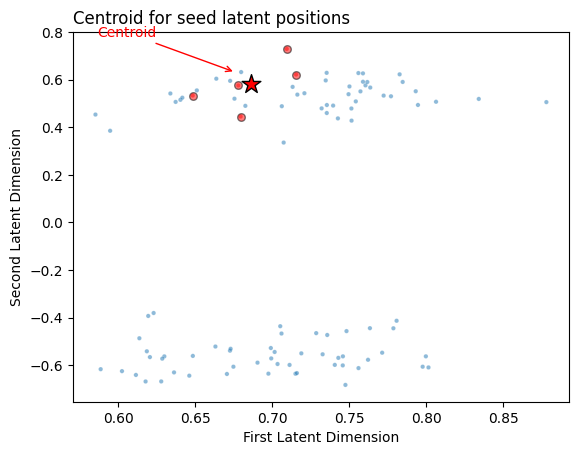 Centroid for seed latent positions
Centroid
0.8
0.6
0.4
0.2
0.0
−0.2
−0.4
−0.6
Second Latent Dimension
0.60 0.65 0.70 0.75 0.80 0.85
First Latent Dimension